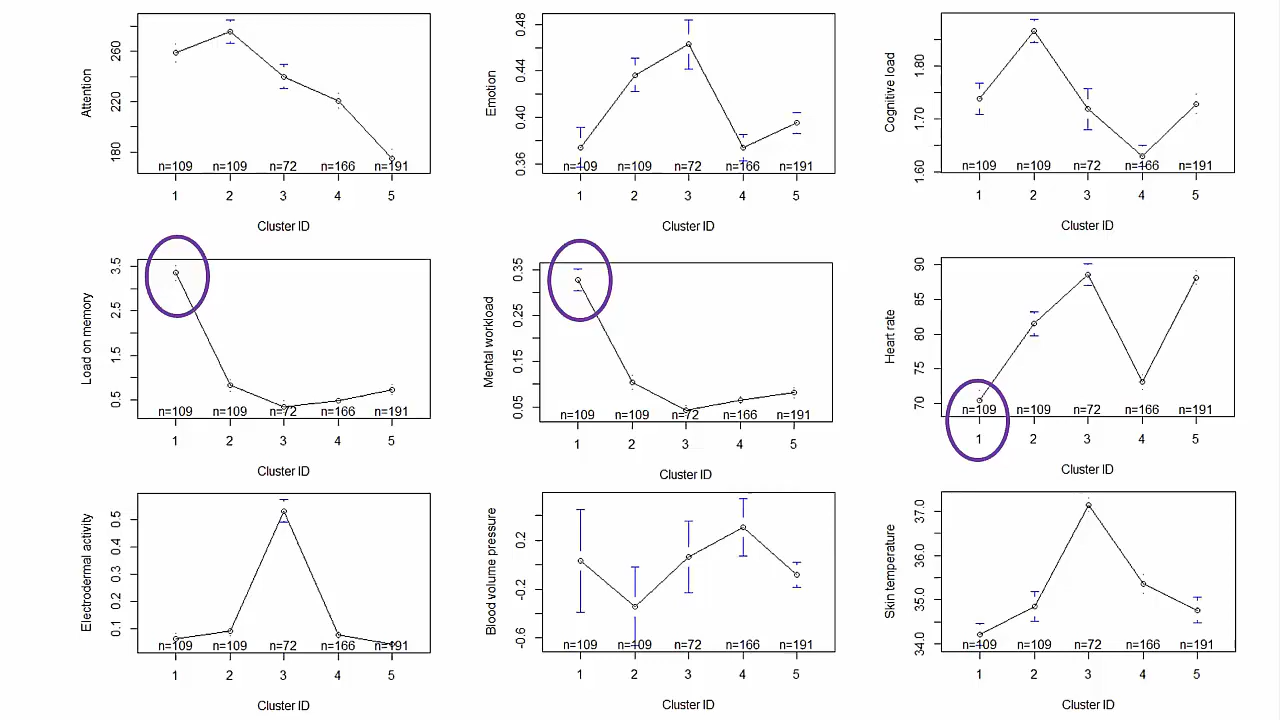 Attention
260
220
180
n=109 n=109 n=72 n=166 n=191
1 2 3 4 5
Cluster ID
Emotion
0.48
0.44
0.40
0.36
n=109 n=109 n=72 n=166 n=191
1 2 3 4 5
Cluster ID
Cognitive load
1.80
1.70
1.60
n=109 n=109 n=72 n=166 n=191
1 2 3 4 5
Cluster ID
Load on memory
3.5
2.5
1.5
0.5
n=109 n=109 n=72 n=166 n=191
1 2 3 4 5
Cluster ID
Mental workload
0.35
0.25
0.15
0.05
n=109 n=109 n=72 n=166 n=191
1 2 3 4 5
Cluster ID
Heart rate
90
85
80
75
70
n=109 n=109 n=72 n=166 n=191
1 2 3 4 5
Cluster ID
Electrodermal activity
0.5
0.4
0.3
0.2
0.1
n=109 n=109 n=72 n=166 n=191
1 2 3 4 5
Cluster ID
Blood volume pressure
0.2
-0.2
-0.6
n=109 n=109 n=72 n=166 n=191
1 2 3 4 5
Cluster ID
Skin temperature
37.0
36.0
35.0
34.0
n=109 n=109 n=72 n=166 n=191
1 2 3 4 5
Cluster ID